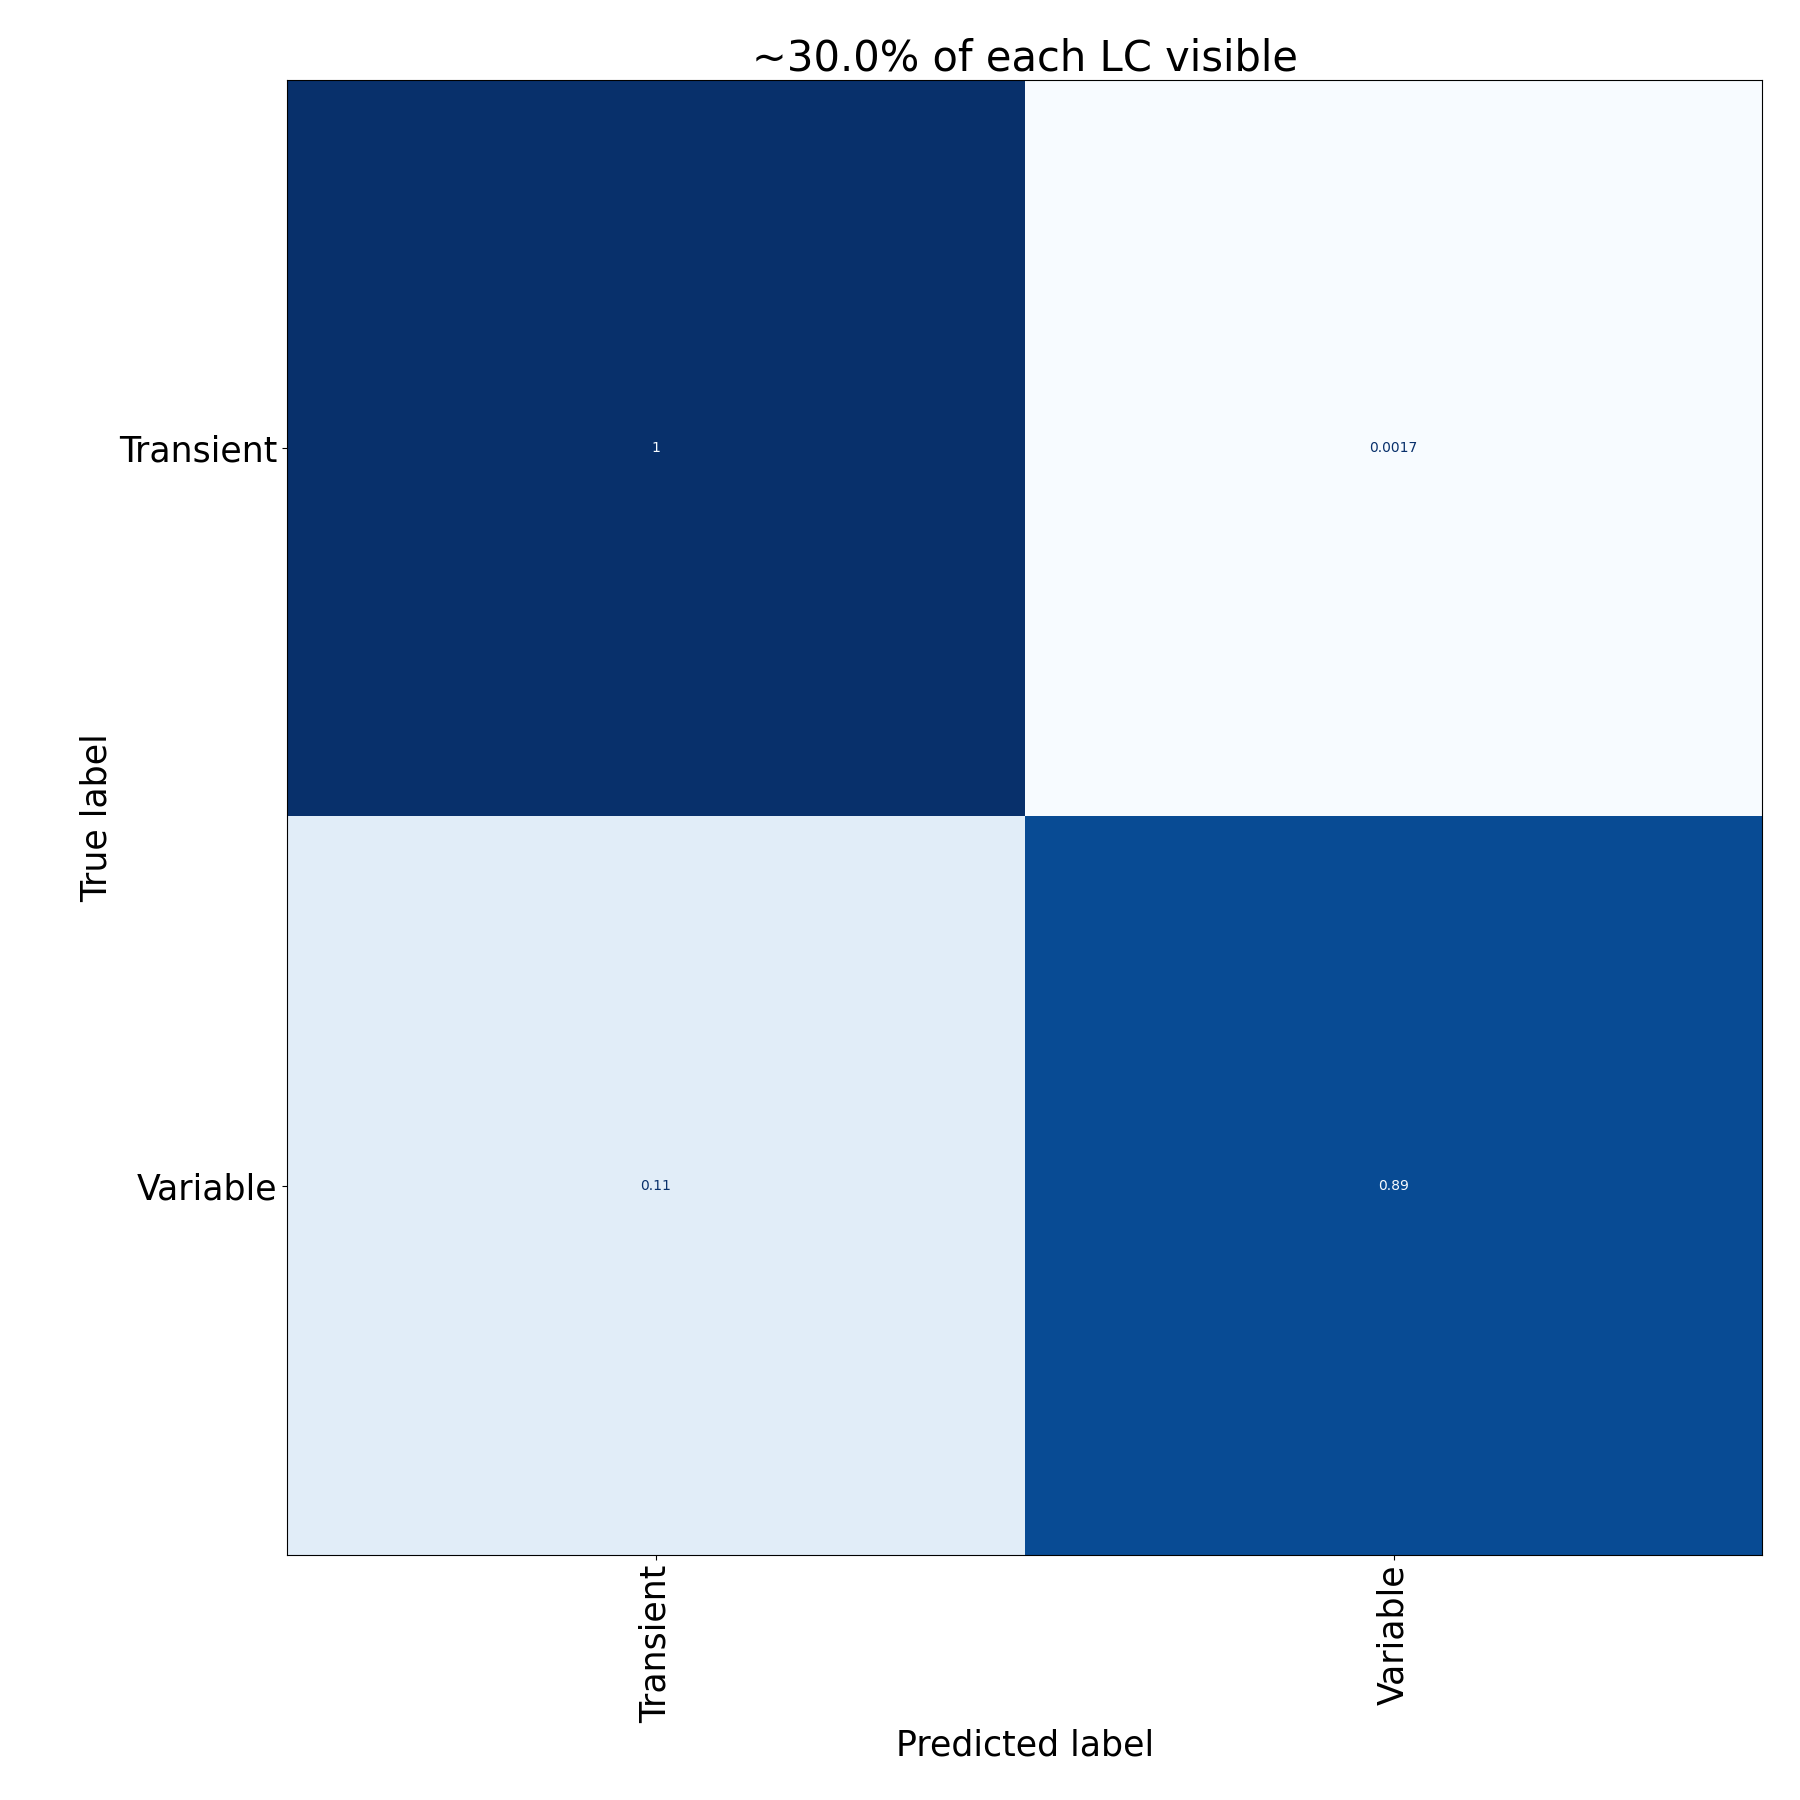 ~30.0% of each LC visible
True label
Transient
1
0.0017
Variable
0.11
0.89
Transient
Variable
Predicted label